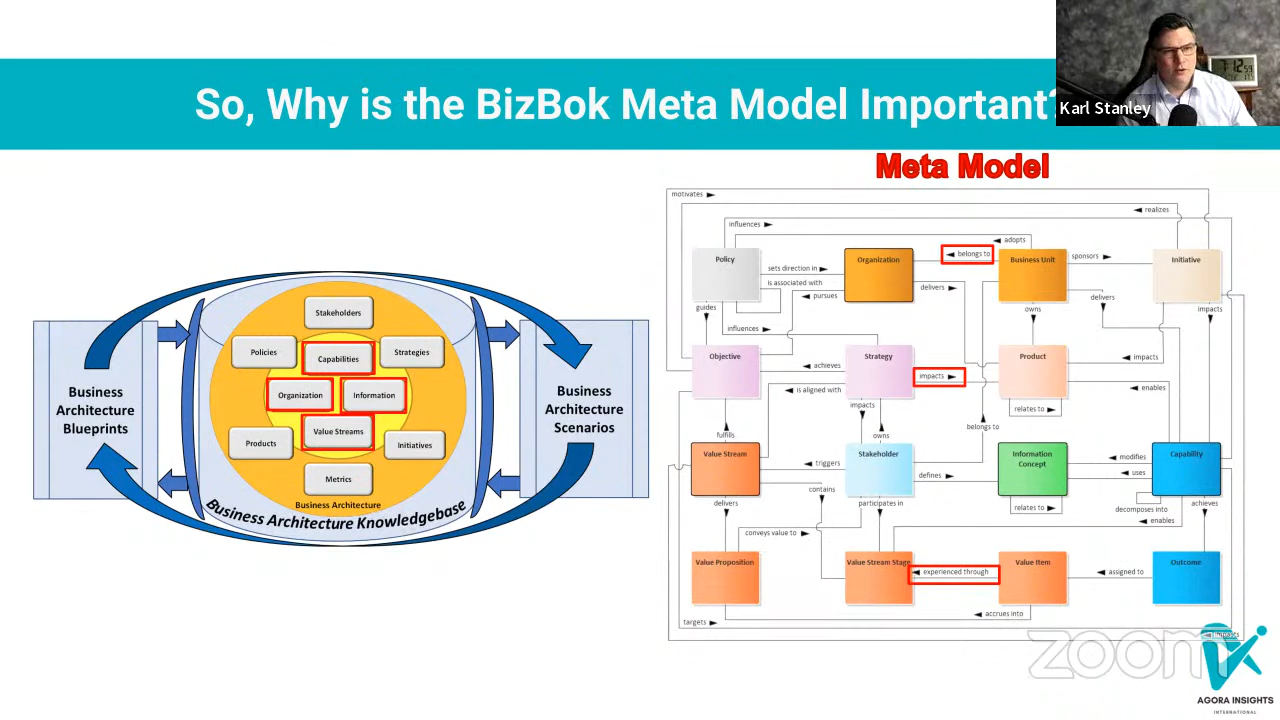 So, Why is the BizBok Meta Model Important?
Karl Stanley
Meta Model
Business
Architecture
Blueprints
Stakeholders
Policies
Capabilities
Strategies
Organization
Information
Products
Value Streams
Initiatives
Metrics
Business Architecture
Business Architecture Knowledgebase
Business
Architecture
Scenarios
motivates
realizes
influences
adopts
Policy
sets direction in
is associated with
pursues
Organization
belongs to
delivers
Business Unit
sponsors
delivers
Initiative
guides
influences
owns
impacts
Objective
achieves
is aligned with
Strategy
impacts
Product
impacts
enables
relates to
fulfills
impacts
owns
belongs to
Value Stream
triggers
contains
Stakeholder
defines
Information
Concept
modifies
uses
Capability
relates to
decomposes into
enables
achieves
delivers
participates in
conveys value to
Value Proposition
Value Stream Stage
experienced through
Value Item
assigned to
Outcome
accrues into
targets
impacts
zoom
AGORA INSIGHTS
INTERNATIONAL